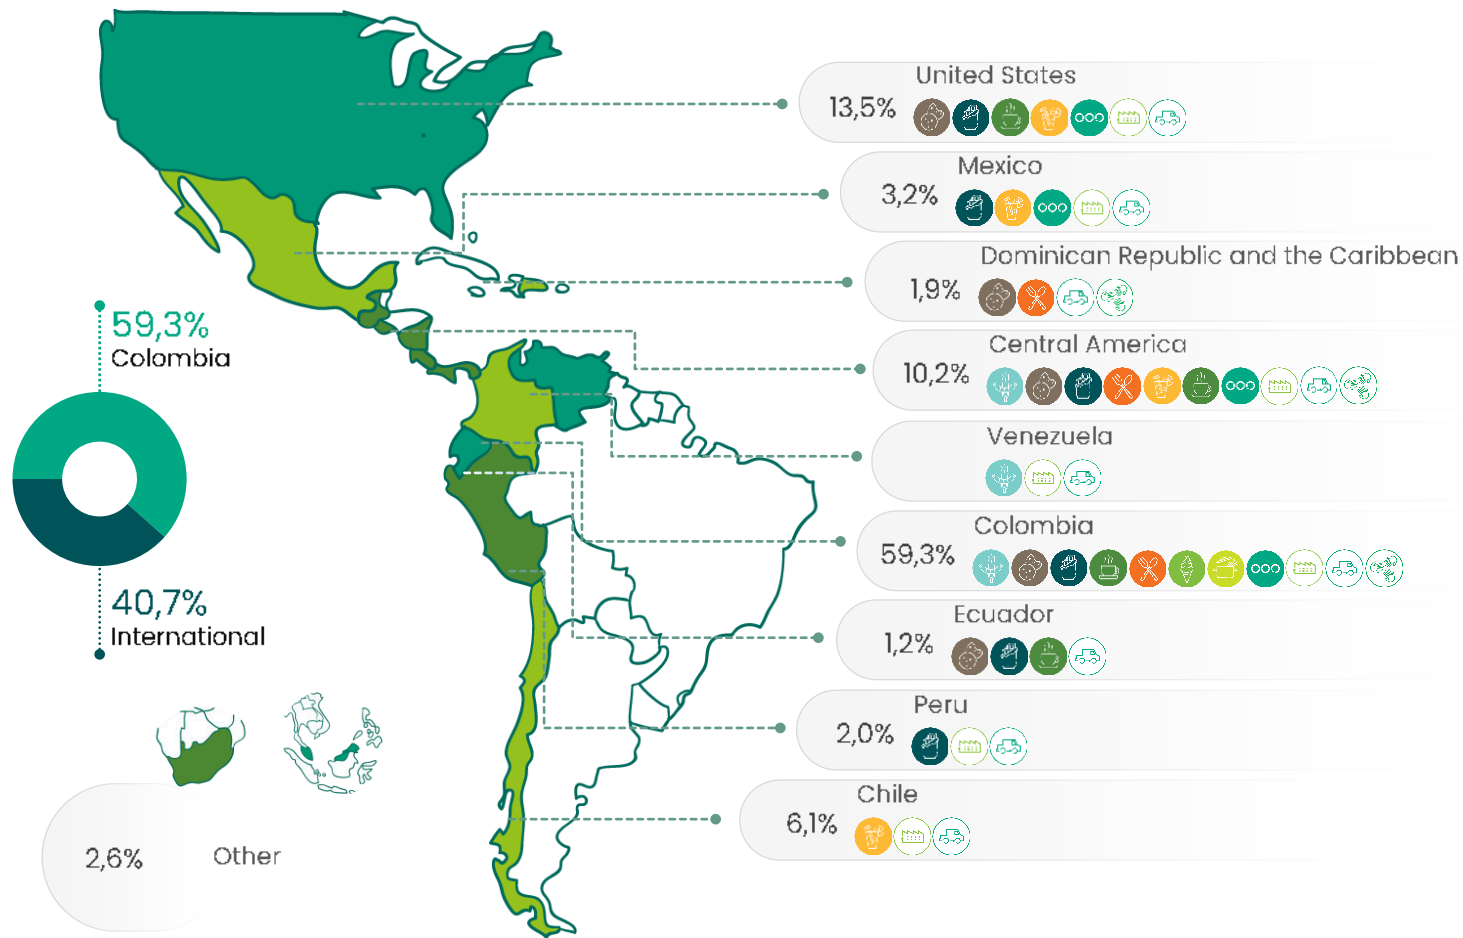 United States
13,5%
Mexico
3,2%
Dominican Republic and the Caribbean
1,9%
Central America
10,2%
Venezuela
Colombia
59,3%
Ecuador
1,2%
Peru
2,0%
Chile
6,1%
59,3%
Colombia
40,7%
International
2,6%
Other